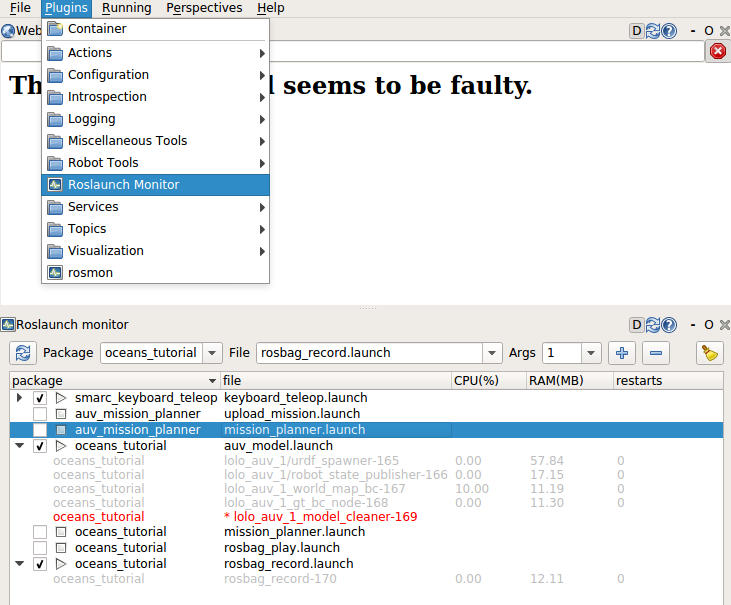 File Plugins Running Perspectives Help
Web
D - O
Container
Actions
Th l seems to be faulty.
Configuration
Introspection
Logging
Miscellaneous Tools
Robot Tools
Roslaunch Monitor
Services
Topics
Visualization
rosmon
Roslaunch monitor D - O
Package oceans_tutorial File rosbag_record.launch Args 1
package file CPU(%) RAM(MB) restarts
smarc_keyboard_teleop keyboard_teleop.launch
auv_mission_planner upload_mission.launch
auv_mission_planner mission_planner.launch
oceans_tutorial auv_model.launch
oceans_tutorial lolo_auv_1/urdf_spawner-165 0.00 57.84 0
oceans_tutorial lolo_auv_1/robot_state_publisher-166 0.00 17.15 0
oceans_tutorial lolo_auv_1_world_map_bc-167 10.00 11.19 0
oceans_tutorial lolo_auv_1_gt_bc_node-168 0.00 11.30 0
oceans_tutorial * lolo_auv_1_model_cleaner-169
oceans_tutorial mission_planner.launch
oceans_tutorial rosbag_play.launch
oceans_tutorial rosbag_record.launch
oceans_tutorial rosbag_record-170 0.00 12.11 0